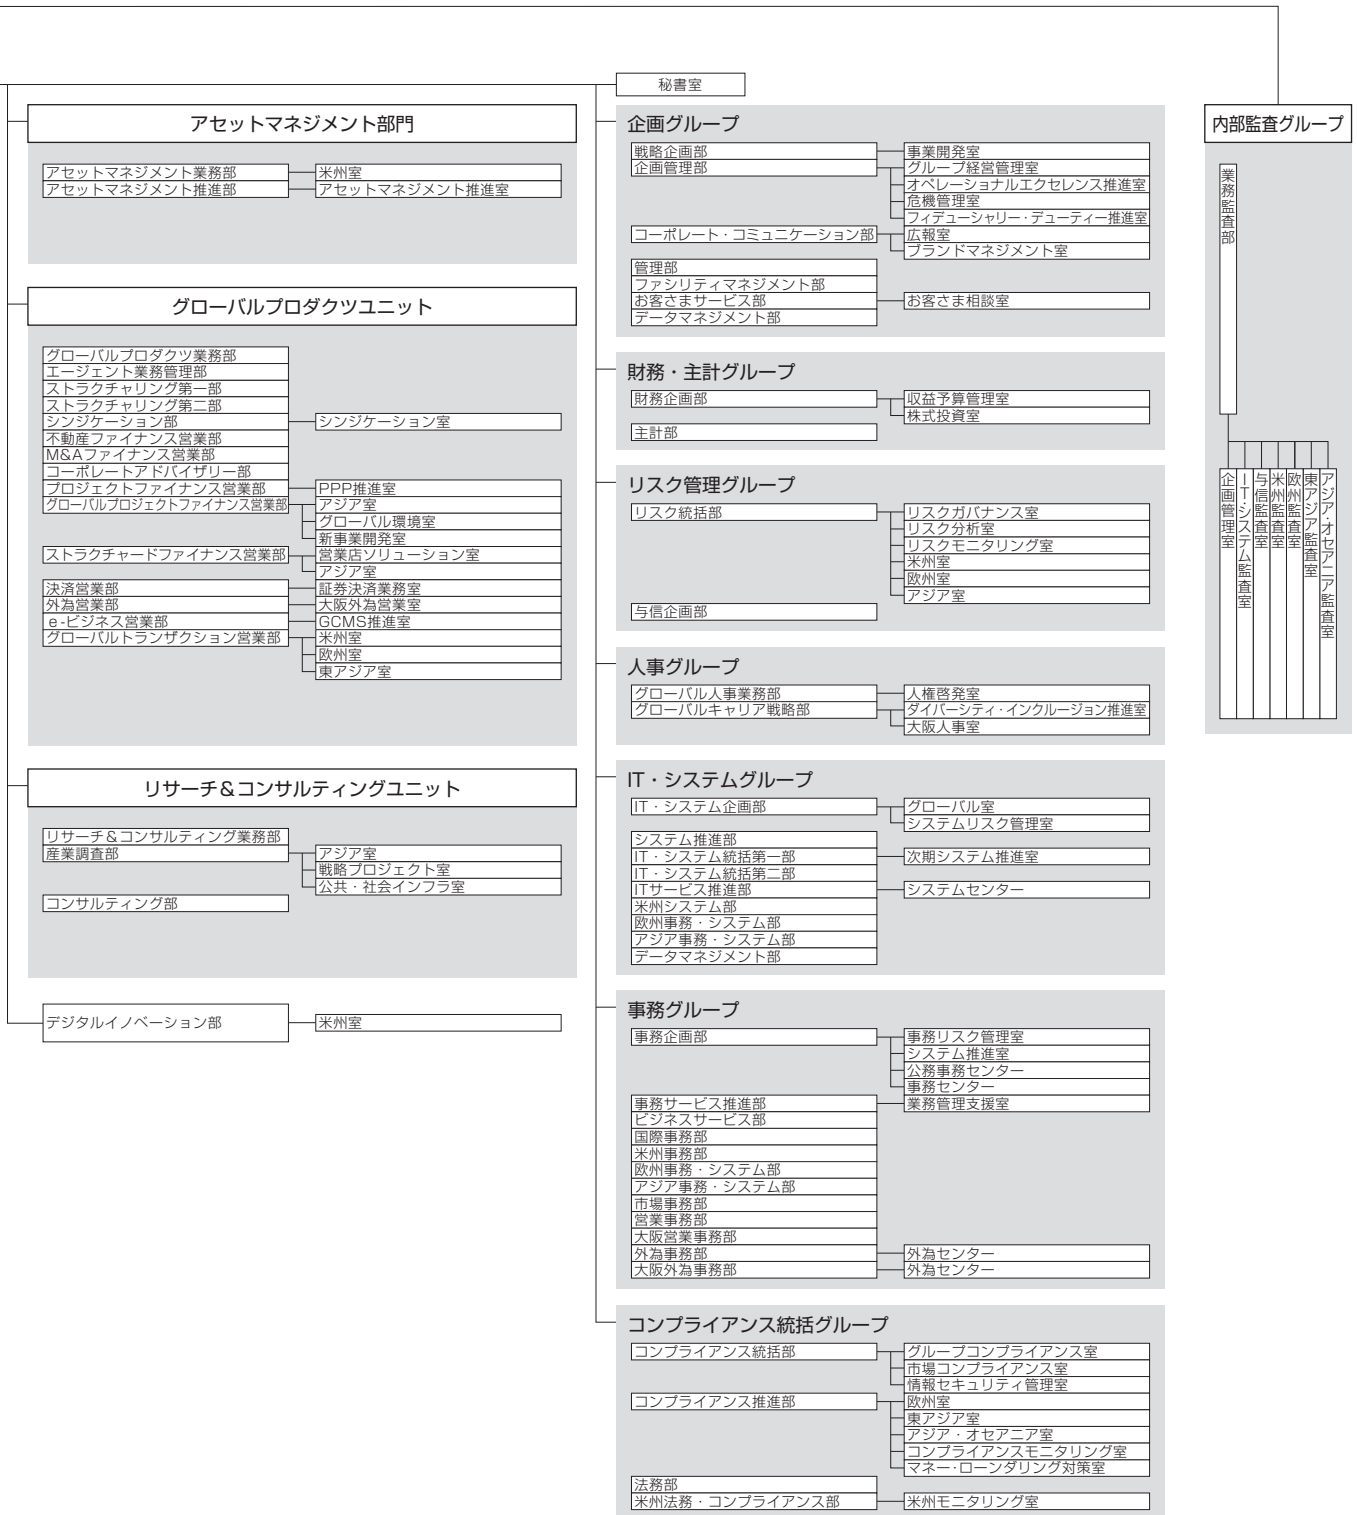 秘書室
アセットマネジメント部門
アセットマネジメント業務部
米州室
アセットマネジメント推進部
アセットマネジメント推進室
グローバルプロダクツユニット
グローバルプロダクツ業務部
エージェント業務管理部
ストラクチャリング第一部
ストラクチャリング第二部
シンジケーション部
シンジケーション室
不動産ファイナンス営業部
M&Aファイナンス営業部
コーポレートアドバイザリー部
プロジェクトファイナンス営業部
PPP推進室
グローバルプロジェクトファイナンス営業部
アジア室
グローバル環境室
新事業開発室
ストラクチャードファイナンス営業部
営業店ソリューション室
アジア室
決済営業部
証券決済業務室
外為営業部
大阪外為営業室
e-ビジネス営業部
GCMS推進室
グローバルトランザクション営業部
米州室
欧州室
東アジア室
リサーチ&コンサルティングユニット
リサーチ&コンサルティング業務部
産業調査部
アジア室
戦略プロジェクト室
公共・社会インフラ室
コンサルティング部
デジタルイノベーション部
米州室
企画グループ
戦略企画部
事業開発室
企画管理部
グループ経営管理室
オペレーショナルエクセレンス推進室
危機管理室
フィデューシャリー・デューティー推進室
コーポレート・コミュニケーション部
広報室
ブランドマネジメント室
管理部
ファシリティマネジメント部
お客さまサービス部
お客さま相談室
データマネジメント部
財務・主計グループ
財務企画部
収益予算管理室
株式投資室
主計部
リスク管理グループ
リスク統括部
リスクガバナンス室
リスク分析室
リスクモニタリング室
米州室
欧州室
アジア室
与信企画部
人事グループ
グローバル人事業務部
人権啓発室
グローバルキャリア戦略部
ダイバーシティ・インクルージョン推進室
大阪人事室
IT・システムグループ
IT・システム企画部
グローバル室
システムリスク管理室
システム推進部
IT・システム統括第一部
次期システム推進室
IT・システム統括第二部
ITサービス推進部
システムセンター
米州システム部
欧州事務・システム部
アジア事務・システム部
データマネジメント部
事務グループ
事務企画部
事務リスク管理室
システム推進室
公務事務センター
事務センター
事務サービス推進部
業務管理支援室
ビジネスサービス部
国際事務部
米州事務部
欧州事務・システム部
アジア事務・システム部
市場事務部
営業事務部
大阪営業事務部
外為事務部
外為センター
大阪外為事務部
外為センター
コンプライアンス統括グループ
コンプライアンス統括部
グループコンプライアンス室
市場コンプライアンス室
情報セキュリティ管理室
コンプライアンス推進部
欧州室
東アジア室
アジア・オセアニア室
コンプライアンスモニタリング室
マネー・ローンダリング対策室
法務部
米州法務・コンプライアンス部
米州モニタリング室
内部監査グループ
業務監査部
企画管理室
IT・システム監査室
与信監査室
米州監査室
欧州監査室
東アジア監査室
アジア・オセアニア監査室